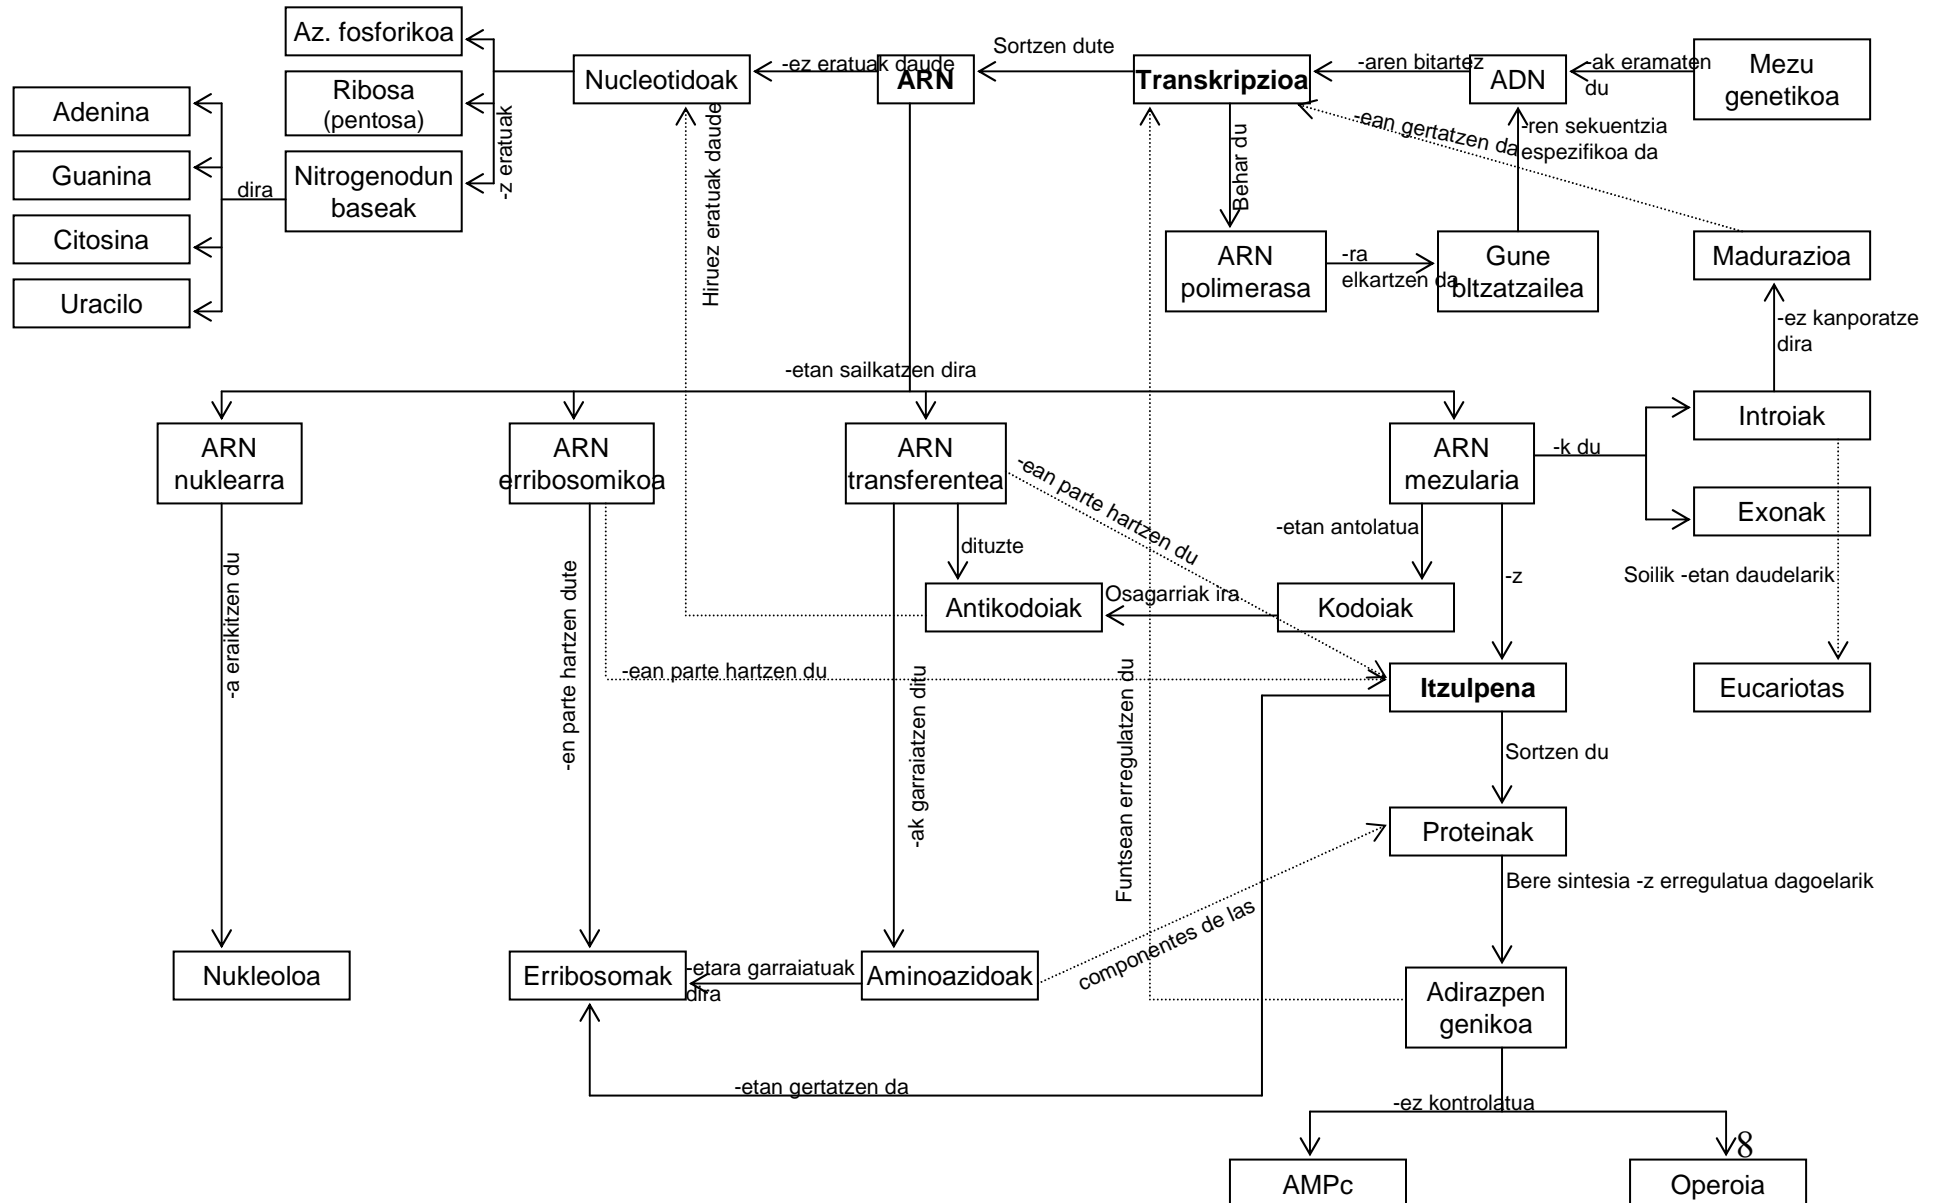 Az. fosforikoa
Sortzen dute
-ez eratuak daude
Nucleotidoak
ARN
Transkripzioa
-aren bitartez
ADN
-ak eramaten
du
Mezu
genetikoa
Ribosa
(pentosa)
Adenina
-z eratuak
Hiruez eratuak daude
Behar du
-ean gertatzen da
-ren sekuentzia
espezifikoa da
Guanina
dira
Nitrogenodun
baseak
Citosina
Uracilo
ARN
polimerasa
-ra
elkartzen da
Gune
bItzatzailea
Madurazioa
-ez kanporatze
dira
-etan sailkatzen dira
ARN
nuklearra
ARN
erribosomikoa
ARN
transferentea
-ean parte hartzen du
ARN
mezularia
-k du
Introiak
Exonak
-etan antolatua
dituzte
-z
Soilik -etan daudelarik
Antikodoiak
Osagarriak ira
Kodoiak
-a eraikitzen du
-en parte hartzen dute
-ean parte hartzen du
-ak garraiatzen ditu
Funtsean erregulatzen du
Itzulpena
Eucariotas
Sortzen du
Proteinak
Bere sintesia -z erregulatua dagoelarik
componentes de las
Nukleoloa
Erribosomak
-etara garraiatuak
dira
Aminoazidoak
Adirazpen
genikoa
-etan gertatzen da
-ez kontrolatua
8
AMPc
Operoia